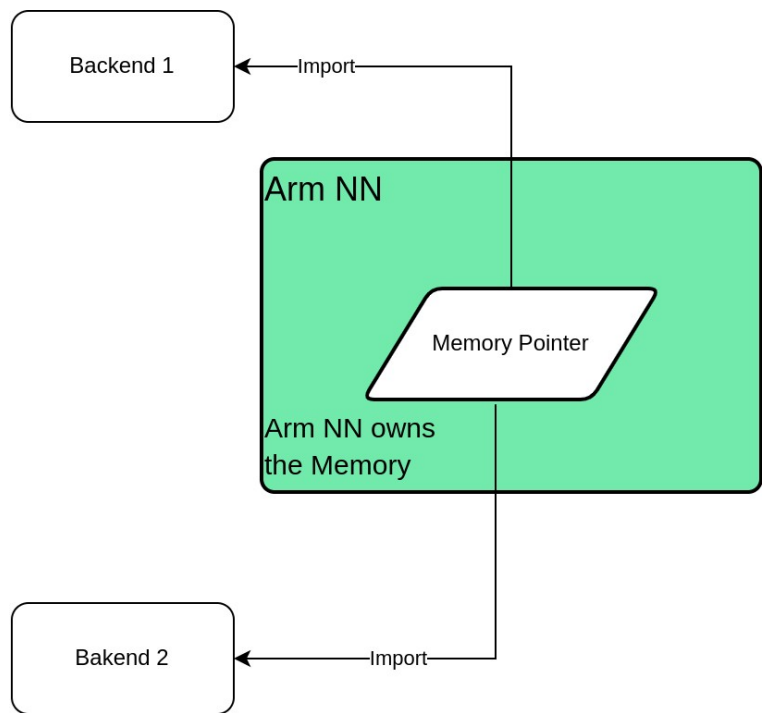 Backend 1
Import
Arm NN
Memory Pointer
Arm NN owns
the Memory
Bakend 2
Import